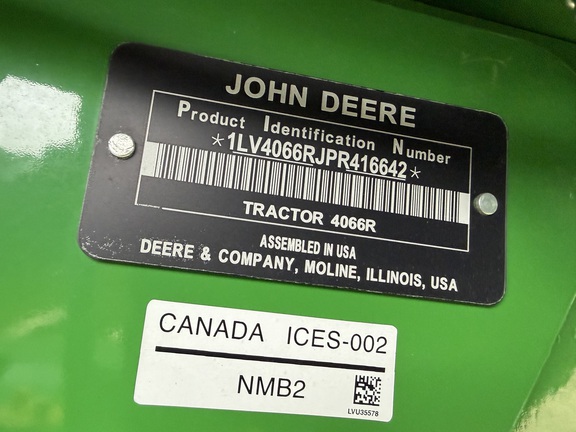 JOHN DEERE
Product Identification Number
*1LV4066RJPR416642*
TRACTOR 4066R
ASSEMBLED IN USA
DEERE & COMPANY, MOLINE, ILLINOIS, USA
CANADA ICES-002
NMB2
LVU35578